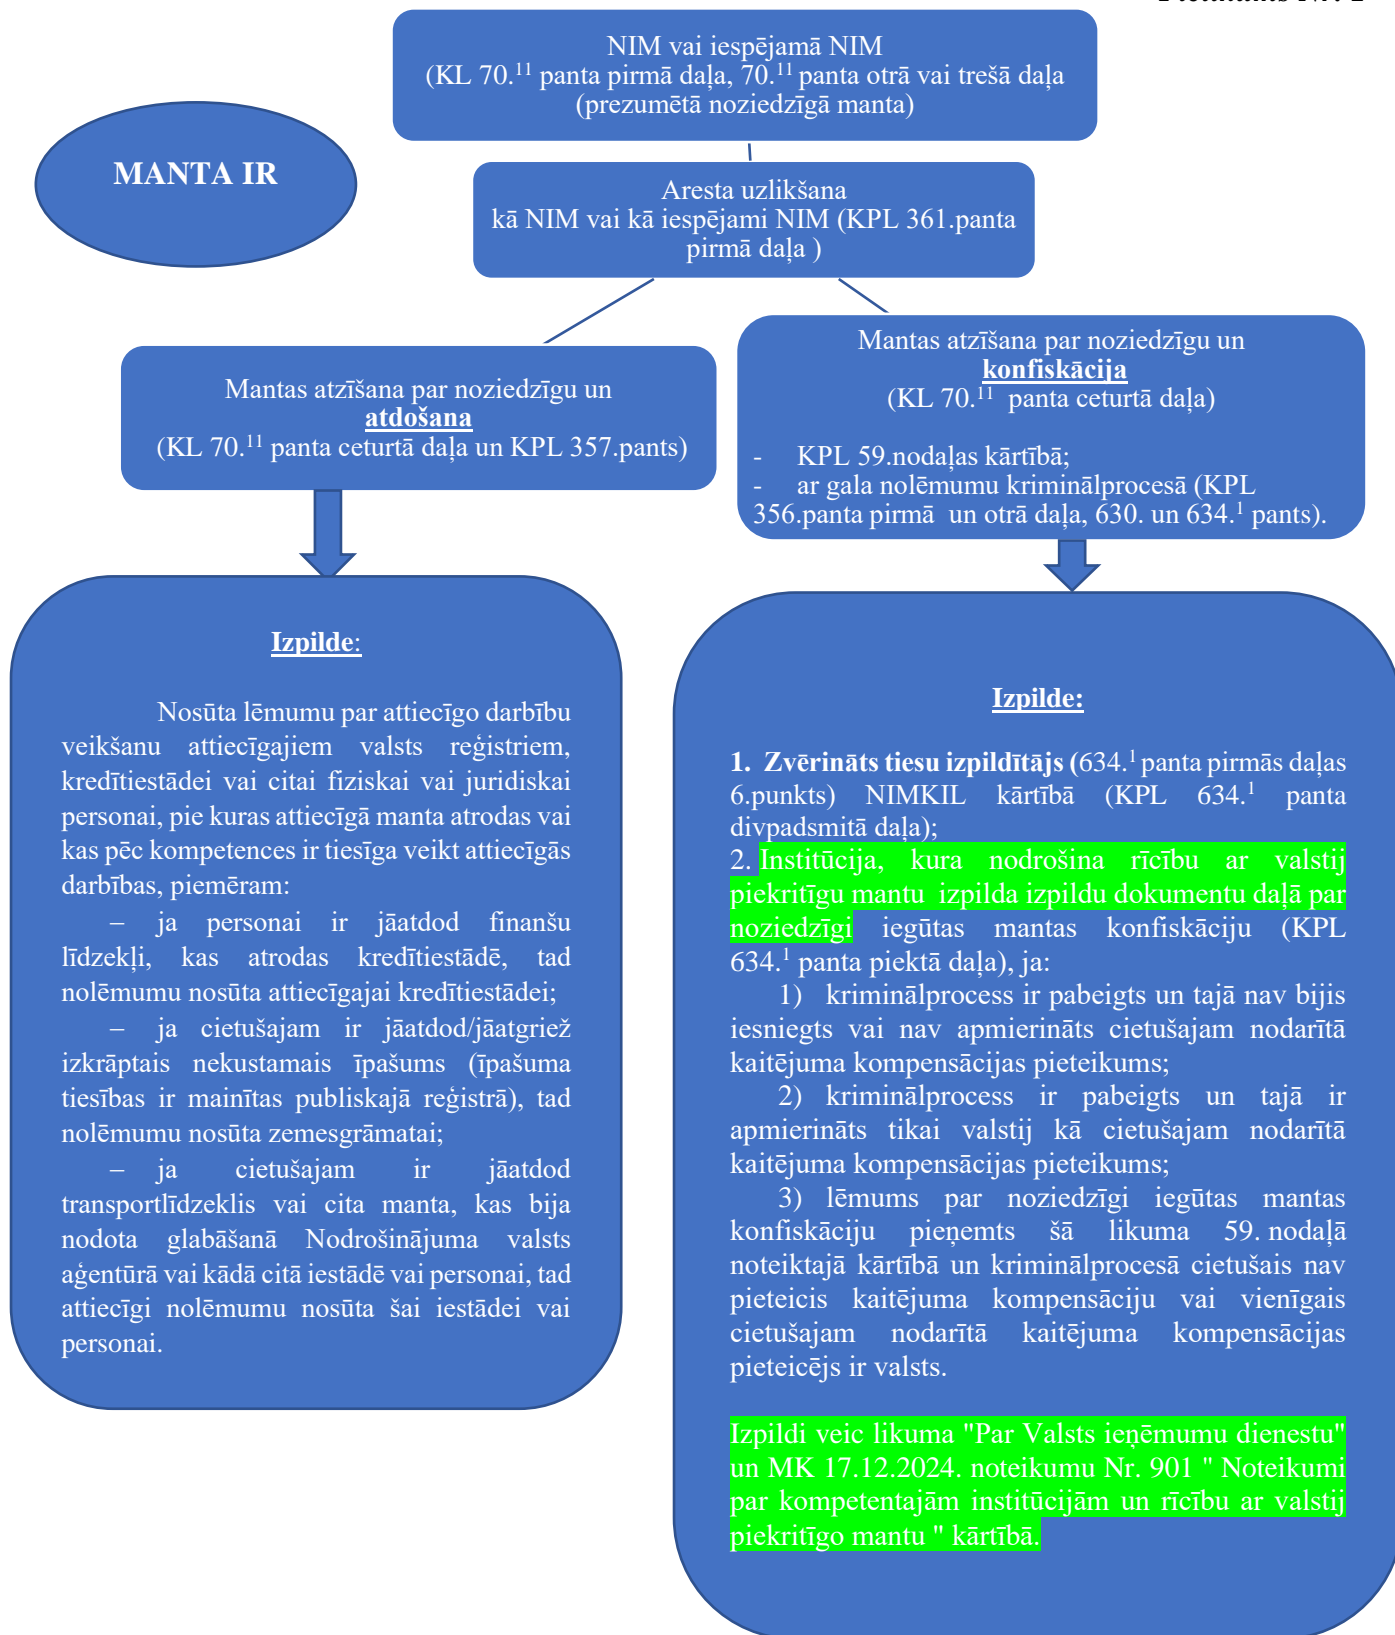 NIM vai iespējamā NIM
(KL 70.¹¹ panta pirmā daļa, 70.¹¹ panta otrā vai trešā daļa
(prezumētā noziedzīgā manta)
MANTA IR
Aresta uzlikšana
kā NIM vai kā iespējami NIM (KPL 361.panta
pirmā daļa )
Mantas atzīšana par noziedzīgu un
atdošana
(KL 70.¹¹ panta ceturtā daļa un KPL 357.pants)
Mantas atzīšana par noziedzīgu un
konfiskācija
(KL 70.¹¹ panta ceturtā daļa)
- KPL 59.nodaļas kārtībā;
- ar gala nolēmumu kriminālprocesā (KPL
356.panta pirmā un otrā daļa, 630. un 634.¹ pants).
Izpilde:
Nosūta lēmumu par attiecīgo darbību
veikšanu attiecīgajiem valsts reģistriem,
kredītiestādei vai citai fiziskai vai juridiskai
personai, pie kuras attiecīgā manta atrodas vai
kas pēc kompetences ir tiesīga veikt attiecīgās
darbības, piemēram:
– ja personai ir jāatdod finanšu
līdzekļi, kas atrodas kredītiestādē, tad
nolēmumu nosūta attiecīgajai kredītiestādei;
– ja cietušajam ir jāatdod/jāatgriež
izkrāptais nekustamais īpašums (īpašuma
tiesības ir mainītas publiskajā reģistrā), tad
nolēmumu nosūta zemesgrāmatai;
– ja cietušajam ir jāatdod
transportlīdzeklis vai cita manta, kas bija
nodota glabāšanā Nodrošinājuma valsts
aģentūrā vai kādā citā iestādē vai personai, tad
attiecīgi nolēmumu nosūta šai iestādei vai
personai.
Izpilde:
1. Zvērināts tiesu izpildītājs (634.¹ panta pirmās daļas
6.punkts) NIMKIL kārtībā (KPL 634.¹ panta
divpadsmitā daļa);
2. Institūcija, kura nodrošina rīcību ar valstij
piekritīgu mantu izpilda izpildu dokumentu daļā par
noziedzīgi iegūtas mantas konfiskāciju (KPL
634.¹ panta piektā daļa), ja:
1) kriminālprocess ir pabeigts un tajā nav bijis
iesniegts vai nav apmierināts cietušajam nodarītā
kaitējuma kompensācijas pieteikums;
2) kriminālprocess ir pabeigts un tajā ir
apmierināts tikai valstij kā cietušajam nodarītā
kaitējuma kompensācijas pieteikums;
3) lēmums par noziedzīgi iegūtas mantas
konfiskāciju pieņemts šā likuma 59. nodaļā
noteiktajā kārtībā un kriminālprocesā cietušais nav
pieteicis kaitējuma kompensāciju vai vienīgais
cietušajam nodarītā kaitējuma kompensācijas
pieteicējs ir valsts.
Izpildi veic likuma "Par Valsts ieņēmumu dienestu"
un MK 17.12.2024. noteikumu Nr. 901 " Noteikumi
par kompetentajām institūcijām un rīcību ar valstij
piekritīgo mantu " kārtībā.